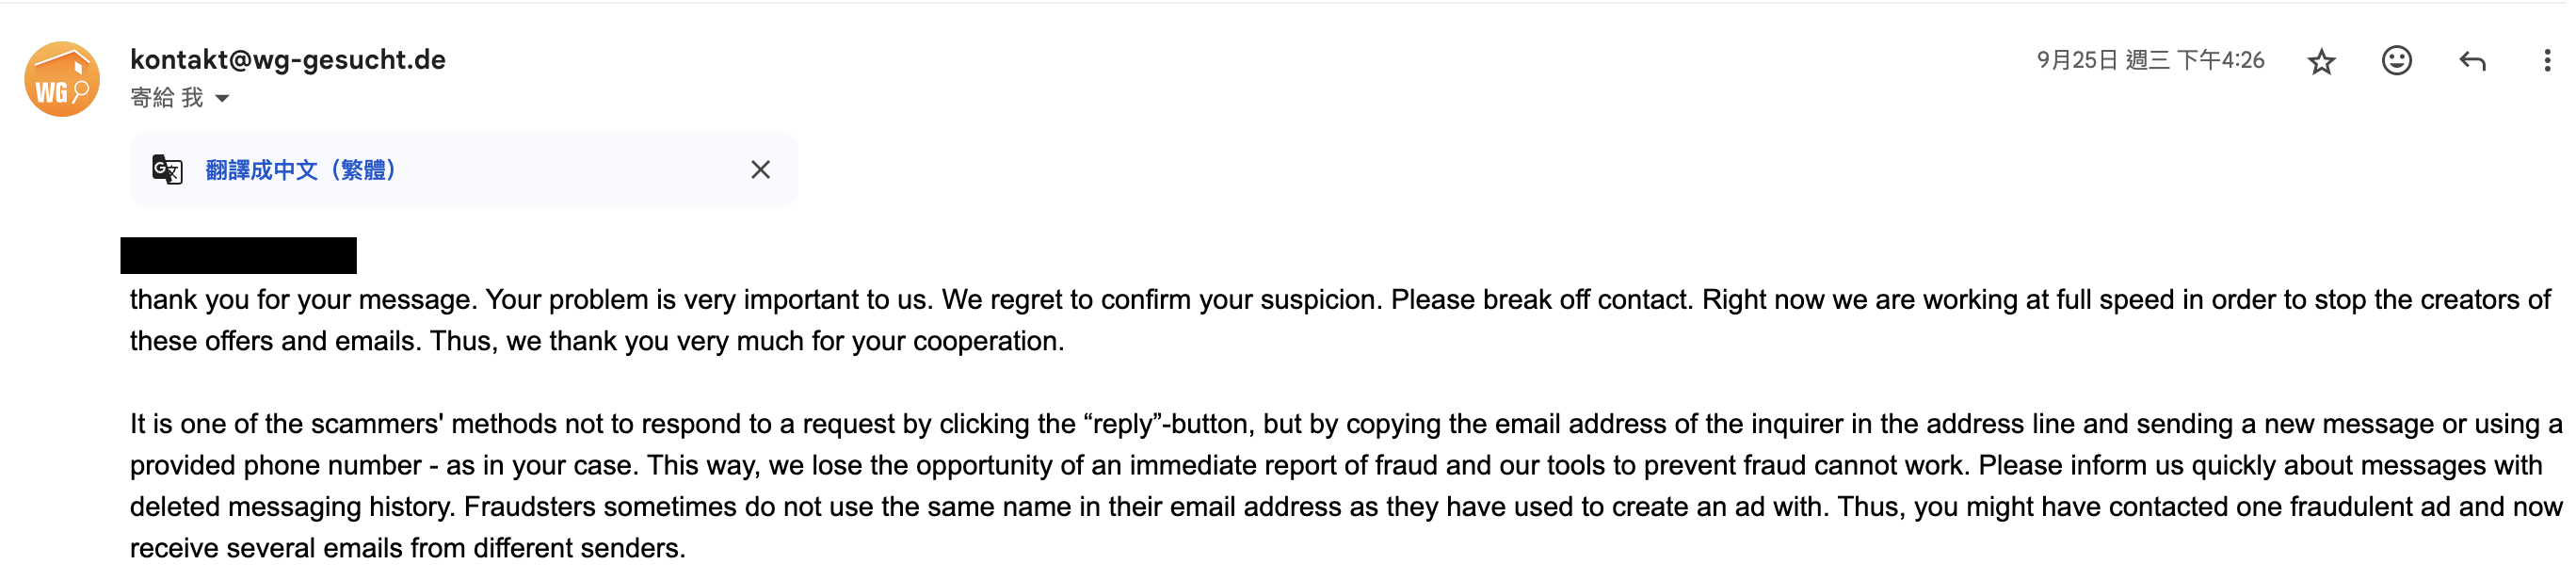 kontakt@wg-gesucht.de
9月25日 週三 下午4:26
寄給 我
翻譯成中文（繁體）
WG
thank you for your message. Your problem is very important to us. We regret to confirm your suspicion. Please break off contact. Right now we are working at full speed in order to stop the creators of
these offers and emails. Thus, we thank you very much for your cooperation.
It is one of the scammers' methods not to respond to a request by clicking the “reply”-button, but by copying the email address of the inquirer in the address line and sending a new message or using a
provided phone number - as in your case. This way, we lose the opportunity of an immediate report of fraud and our tools to prevent fraud cannot work. Please inform us quickly about messages with
deleted messaging history. Fraudsters sometimes do not use the same name in their email address as they have used to create an ad with. Thus, you might have contacted one fraudulent ad and now
receive several emails from different senders.